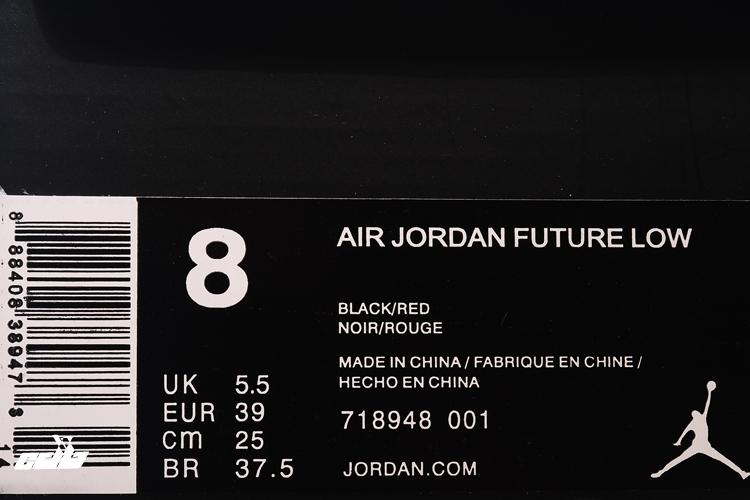 8 88408 38947 8
8
AIR JORDAN FUTURE LOW
BLACK/RED
NOIR/ROUGE
MADE IN CHINA / FABRIQUE EN CHINE /
HECHO EN CHINA
UK 5.5
EUR 39
cm 25
BR 37.5
718948 001
JORDAN.COM